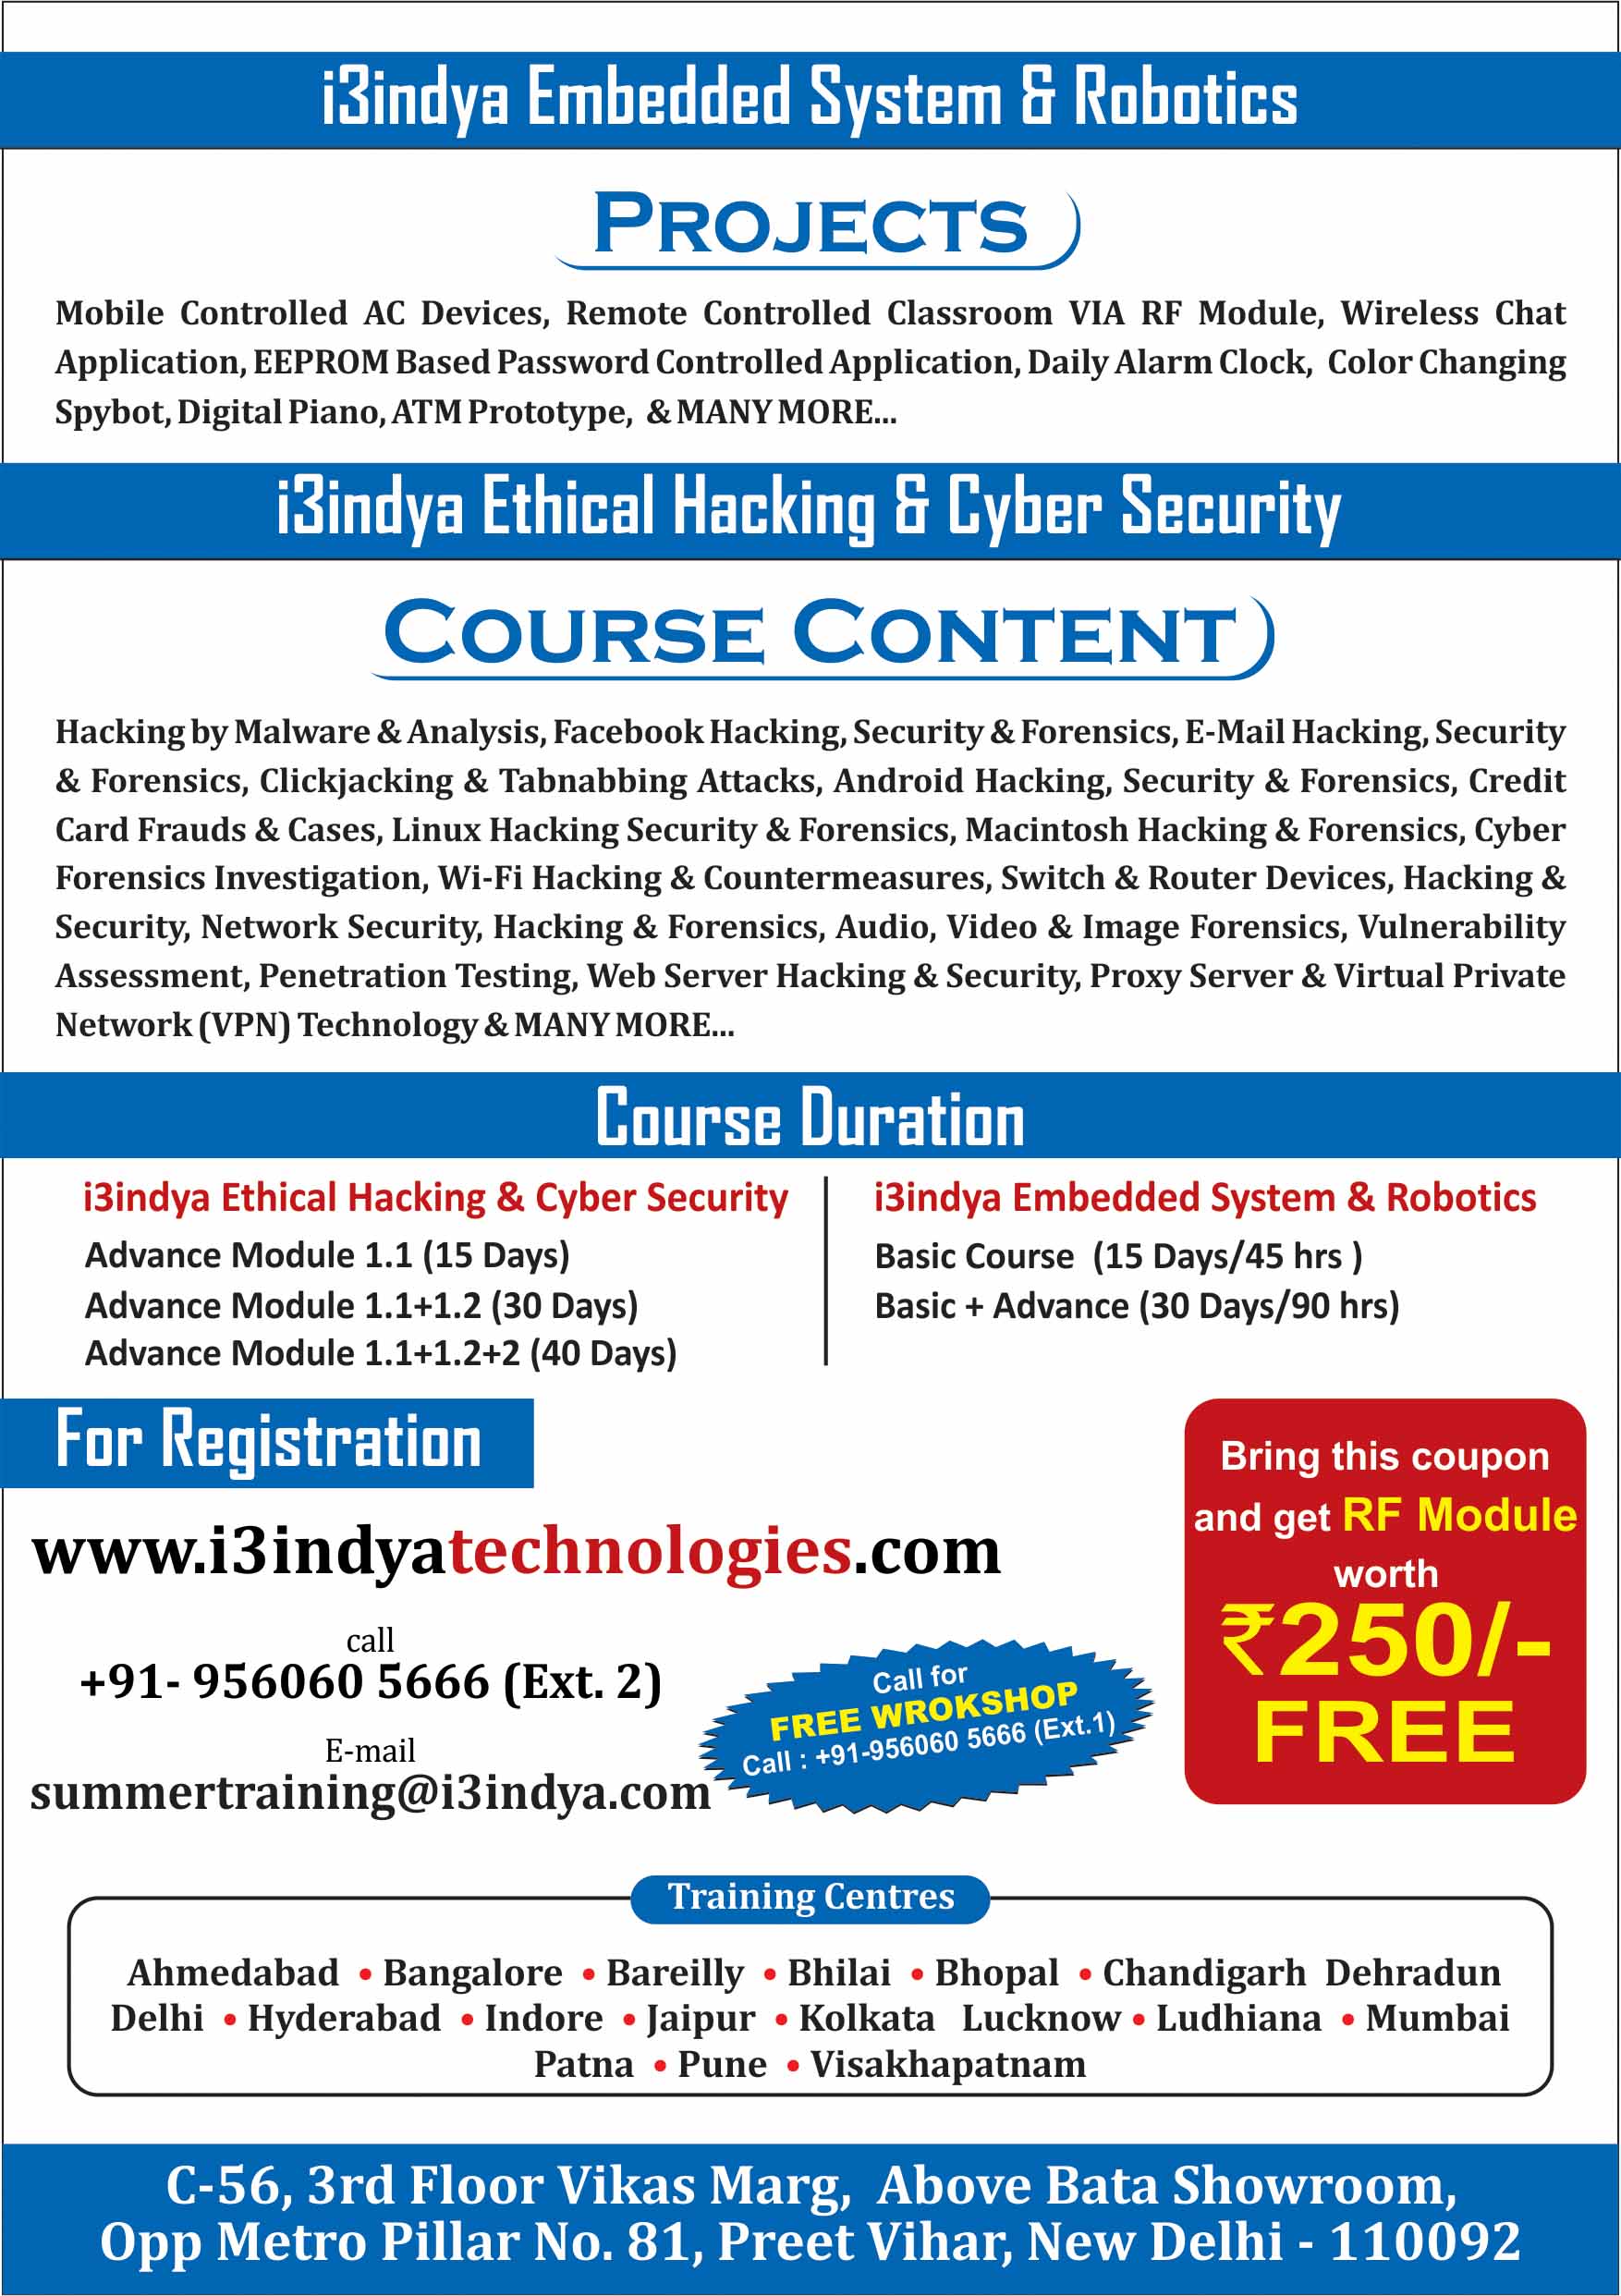 i3indya Embedded System & Robotics
PROJECTS
Mobile Controlled AC Devices, Remote Controlled Classroom VIA RF Module, Wireless Chat
Application, EEPROM Based Password Controlled Application, Daily Alarm Clock, Color Changing
Spybot, Digital Piano, ATM Prototype, & MANY MORE...
i3indya Ethical Hacking & Cyber Security
COURSE CONTENT
Hacking by Malware & Analysis, Facebook Hacking, Security & Forensics, E-Mail Hacking, Security
& Forensics, Clickjacking & Tabnabbing Attacks, Android Hacking, Security & Forensics, Credit
Card Frauds & Cases, Linux Hacking Security & Forensics, Macintosh Hacking & Forensics, Cyber
Forensics Investigation, Wi-Fi Hacking & Countermeasures, Switch & Router Devices, Hacking &
Security, Network Security, Hacking & Forensics, Audio, Video & Image Forensics, Vulnerability
Assessment, Penetration Testing, Web Server Hacking & Security, Proxy Server & Virtual Private
Network (VPN) Technology & MANY MORE...
Course Duration
i3indya Ethical Hacking & Cyber Security
Advance Module 1.1 (15 Days)
Advance Module 1.1+1.2 (30 Days)
Advance Module 1.1+1.2+2 (40 Days)
i3indya Embedded System & Robotics
Basic Course (15 Days/45 hrs )
Basic + Advance (30 Days/90 hrs)
For Registration
www.i3indyatechnologies.com
call
+91- 956060 5666 (Ext. 2)
E-mail
summertraining@i3indya.com
Call for
FREE WROKSHOP
Call : +91-956060 5666 (Ext.1)
Bring this coupon
and get RF Module
worth
₹250/-
FREE
Training Centres
Ahmedabad • Bangalore • Bareilly • Bhilai • Bhopal • Chandigarh Dehradun
Delhi • Hyderabad • Indore • Jaipur • Kolkata Lucknow • Ludhiana • Mumbai
Patna • Pune • Visakhapatnam
C-56, 3rd Floor Vikas Marg, Above Bata Showroom,
Opp Metro Pillar No. 81, Preet Vihar, New Delhi - 110092